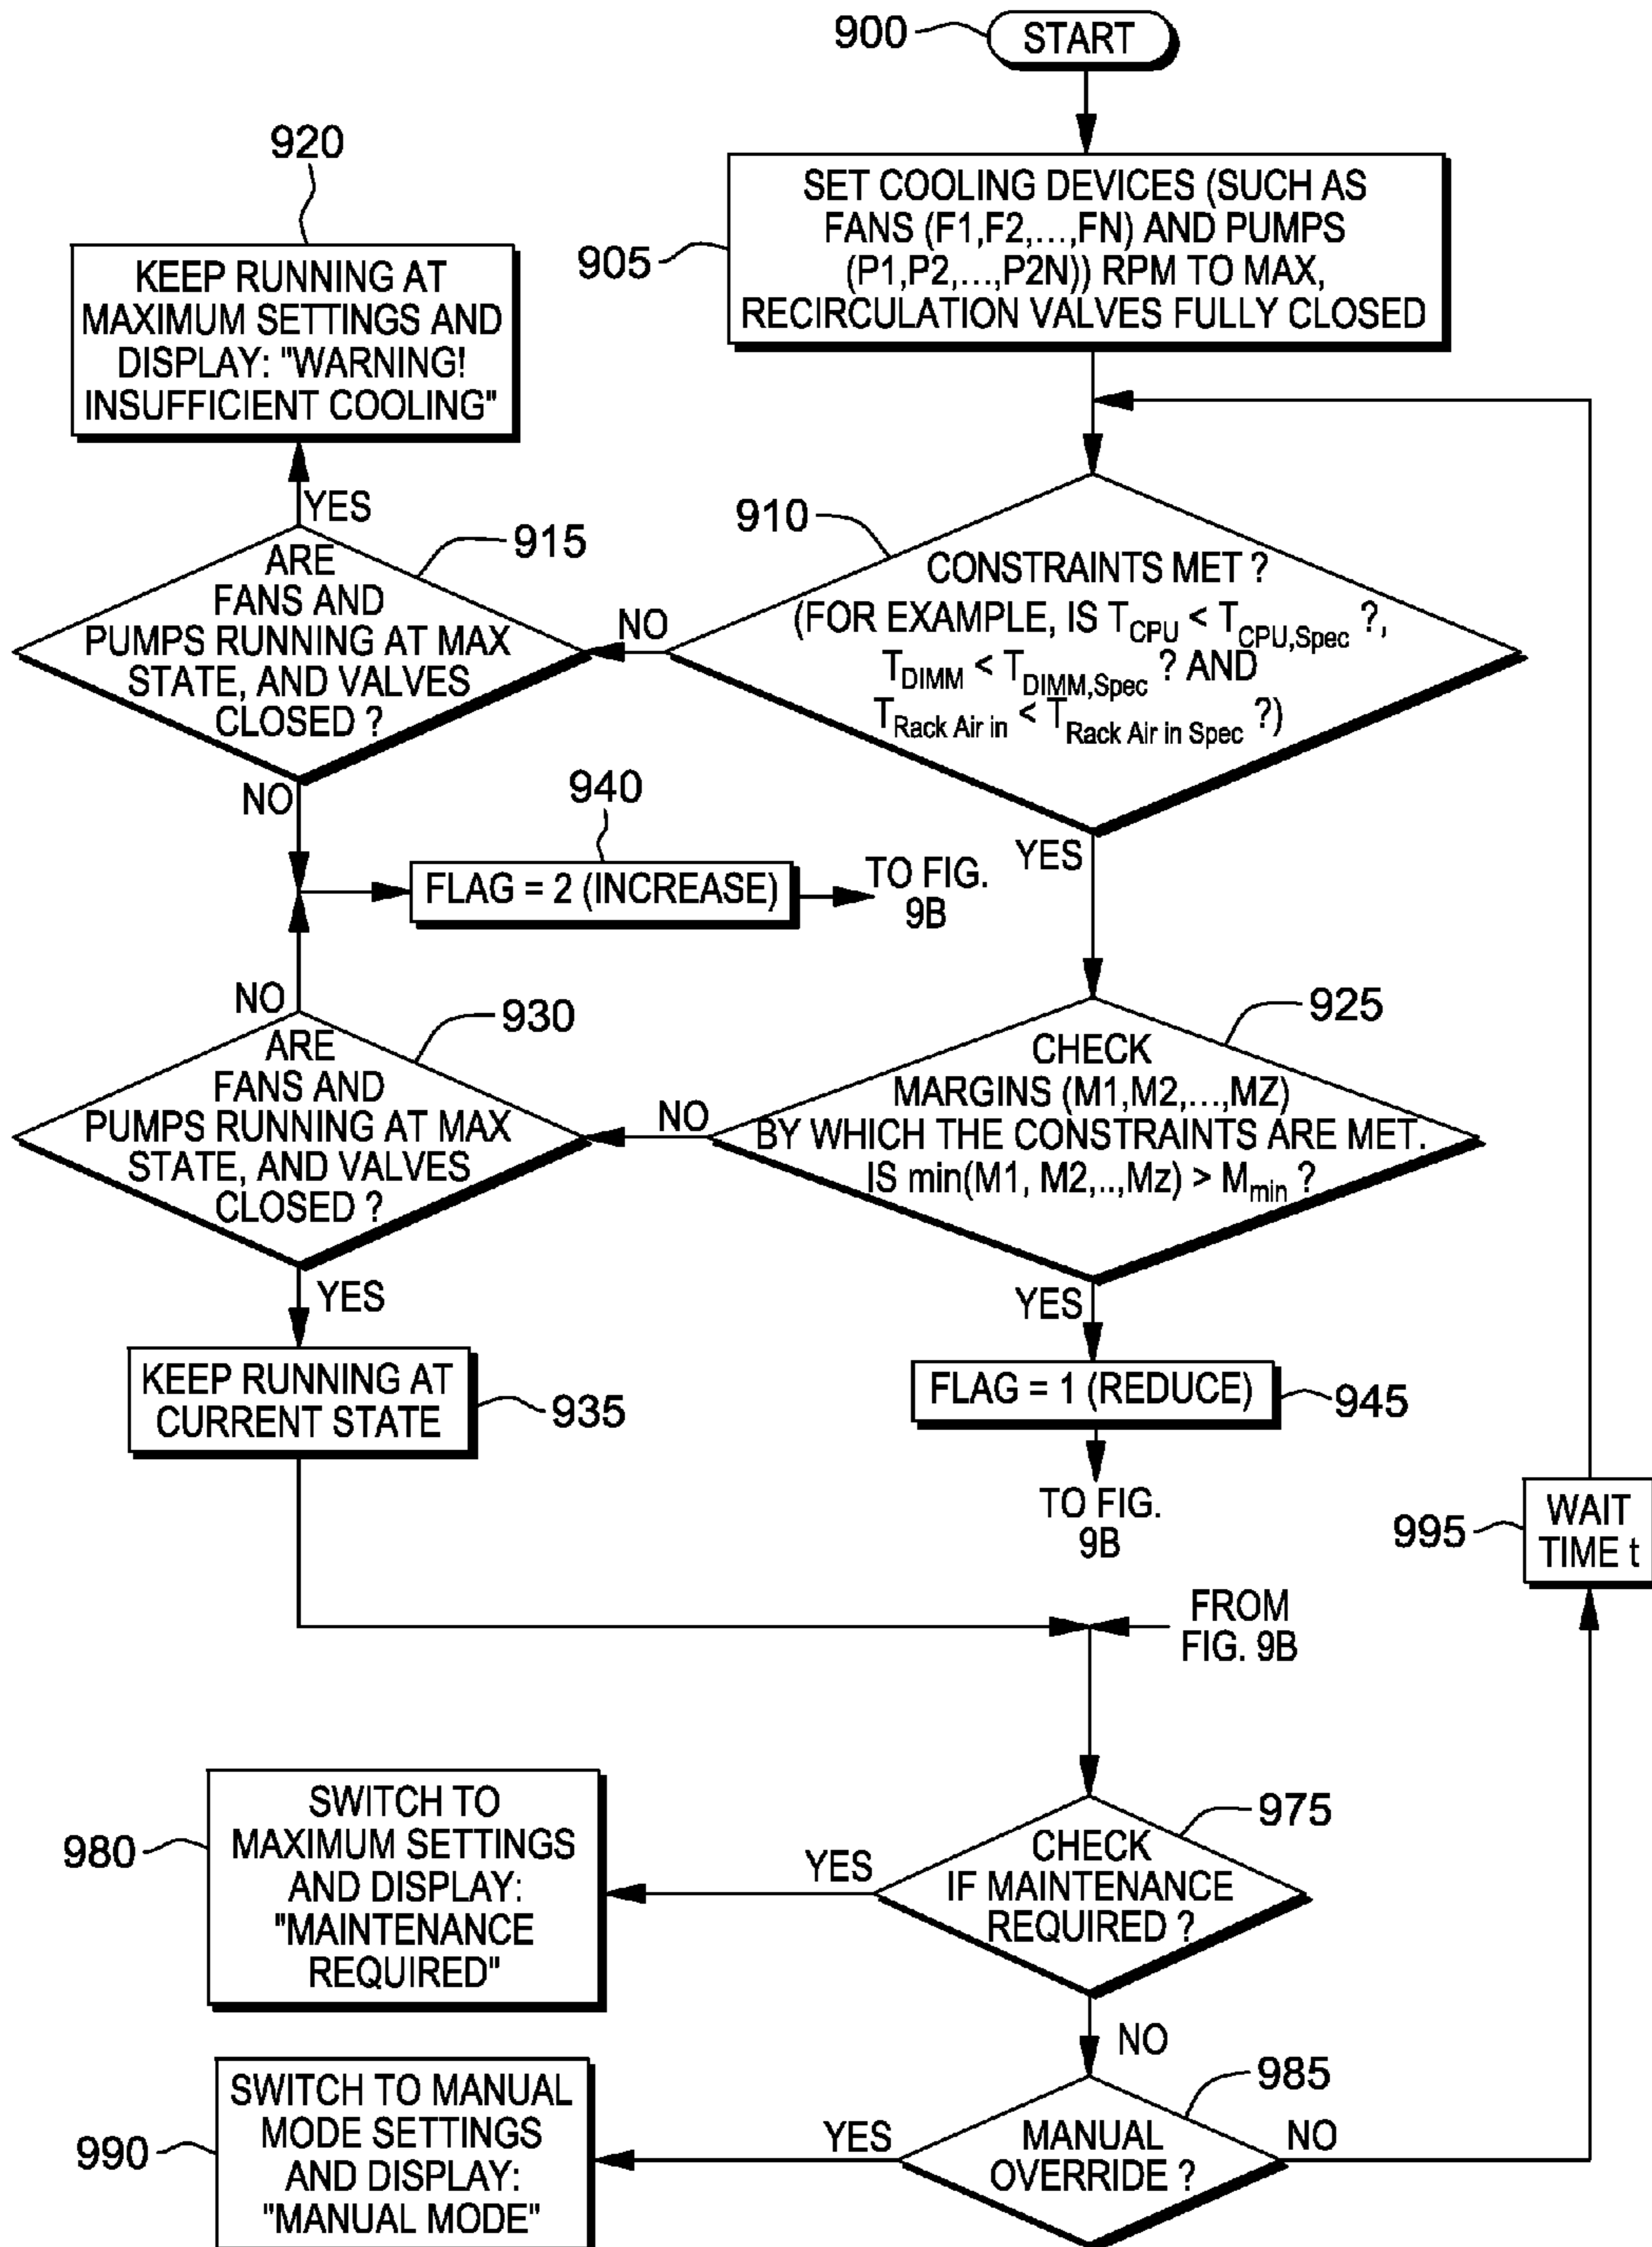 900
START
905
SET COOLING DEVICES (SUCH AS
FANS (F1,F2,...,FN) AND PUMPS
(P1,P2,...,P2N)) RPM TO MAX,
RECIRCULATION VALVES FULLY CLOSED
920
KEEP RUNNING AT
MAXIMUM SETTINGS AND
DISPLAY: "WARNING!
INSUFFICIENT COOLING"
YES
915
ARE
FANS AND
PUMPS RUNNING AT MAX
STATE, AND VALVES
CLOSED ?
NO
910
CONSTRAINTS MET ?
(FOR EXAMPLE, IS T CPU < T CPU,Spec ?,
T DIMM < T DIMM,Spec ? AND
T Rack Air in < T Rack Air in Spec ?)
NO
YES
940
FLAG = 2 (INCREASE)
TO FIG.
9B
NO
930
ARE
FANS AND
PUMPS RUNNING AT MAX
STATE, AND VALVES
CLOSED ?
NO
925
CHECK
MARGINS (M1,M2,...,MZ)
BY WHICH THE CONSTRAINTS ARE MET.
IS min(M1, M2,..,Mz) > M min ?
YES
YES
KEEP RUNNING AT
CURRENT STATE
935
FLAG = 1 (REDUCE)
945
TO FIG.
9B
995
WAIT
TIME t
FROM
FIG. 9B
980
SWITCH TO
MAXIMUM SETTINGS
AND DISPLAY:
"MAINTENANCE
REQUIRED"
YES
975
CHECK
IF MAINTENANCE
REQUIRED ?
NO
990
SWITCH TO MANUAL
MODE SETTINGS
AND DISPLAY:
"MANUAL MODE"
YES
985
MANUAL
OVERRIDE ?
NO